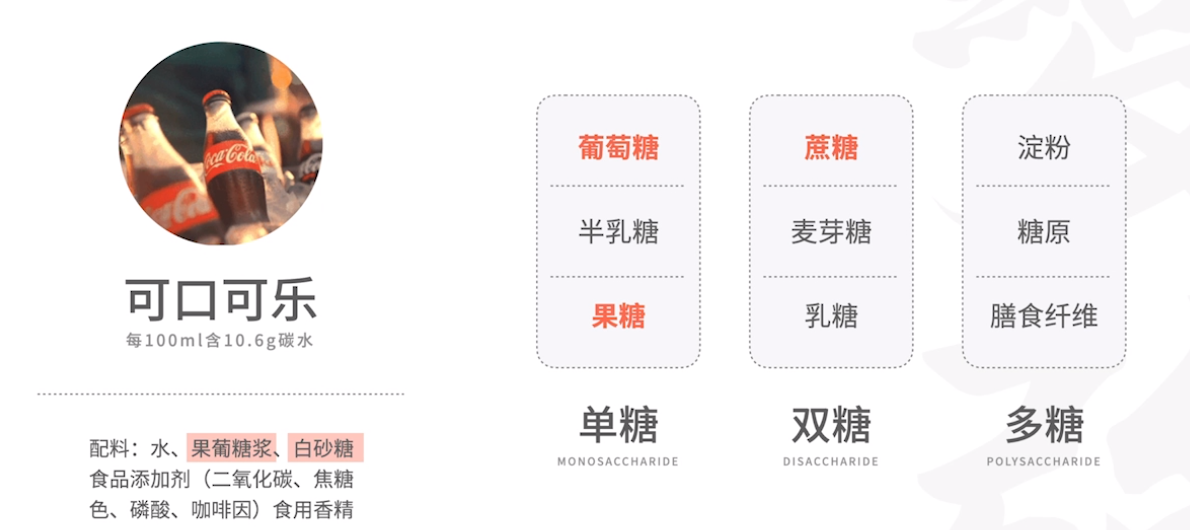 Coca-Cola
可口可乐
每100ml含10.6g碳水
配料：水、果葡糖浆、白砂糖
食品添加剂（二氧化碳、焦糖
色、磷酸、咖啡因）食用香精
葡萄糖
半乳糖
果糖
单糖
MONOSACCHARIDE
蔗糖
麦芽糖
乳糖
双糖
DISACCHARIDE
淀粉
糖原
膳食纤维
多糖
POLYSACCHARIDE